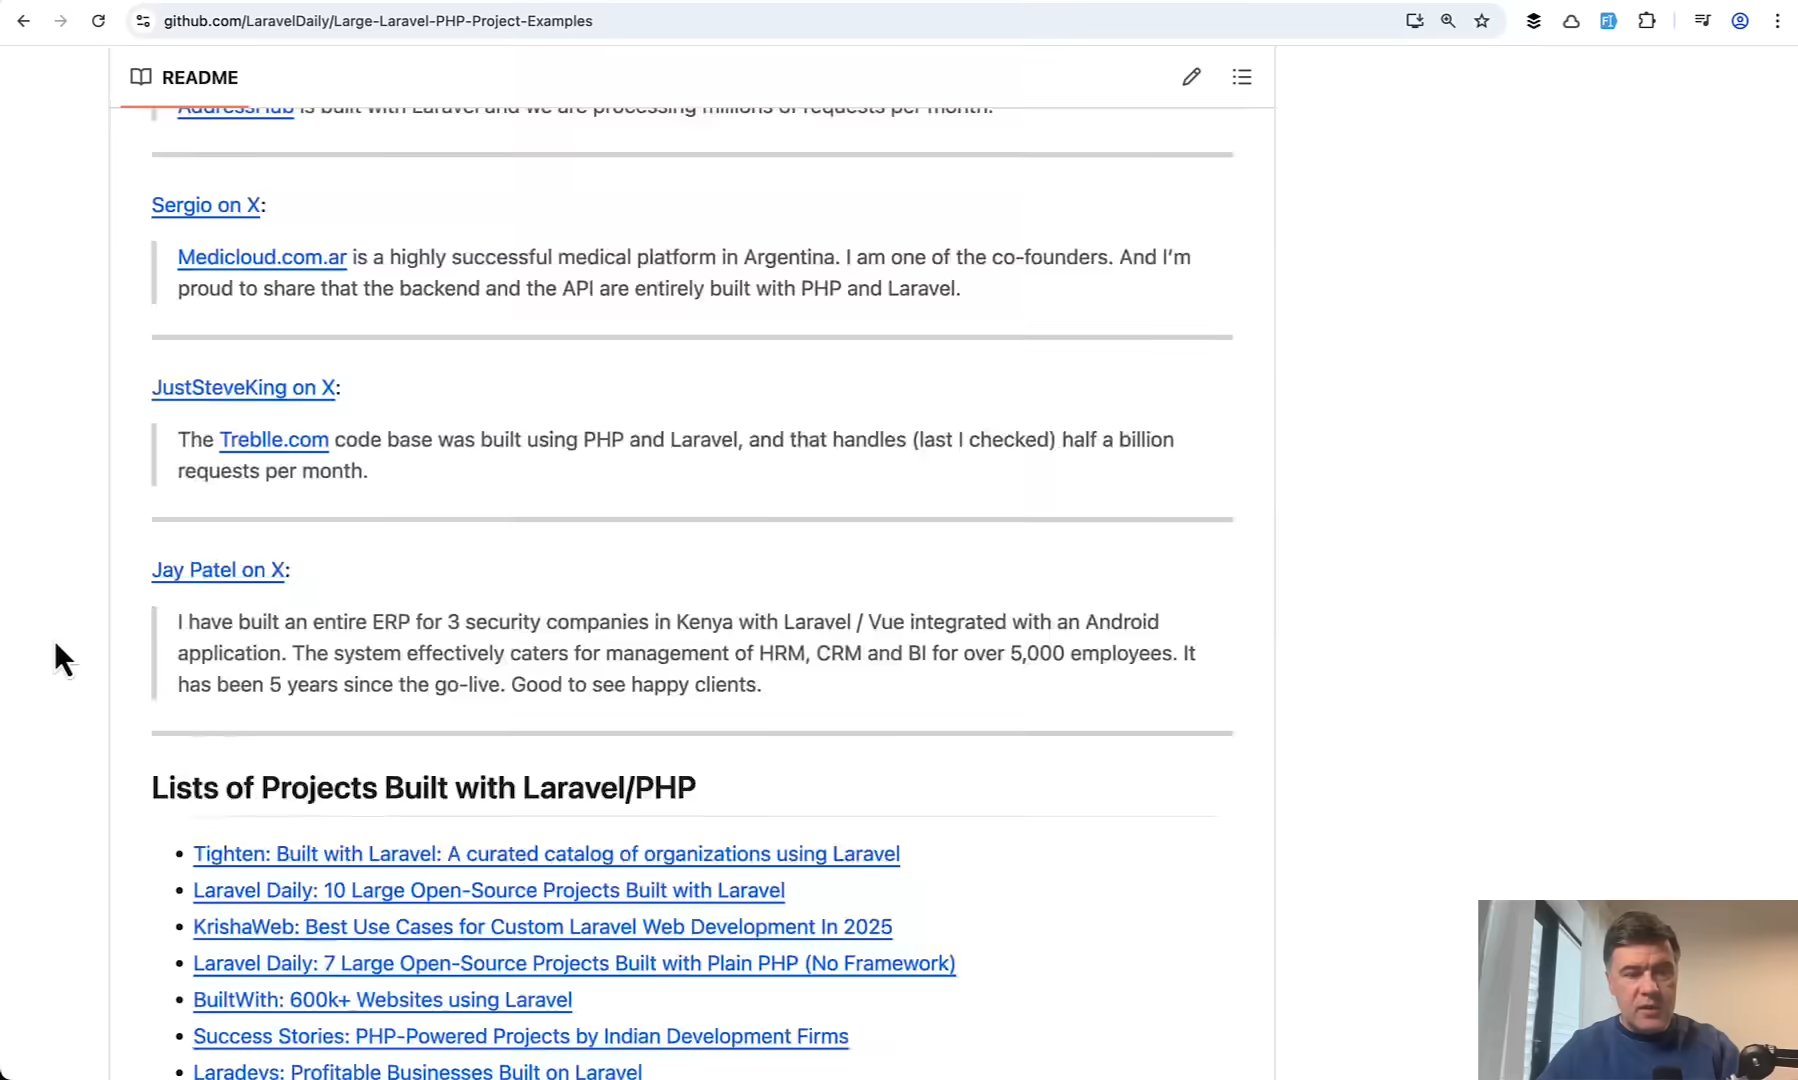 github.com/LaravelDaily/Large-Laravel-PHP-Project-Examples
README
AddressHub is built with Laravel and we are processing millions of requests per month.
Sergio on X:
Medicloud.com.ar is a highly successful medical platform in Argentina. I am one of the co-founders. And I'm
proud to share that the backend and the API are entirely built with PHP and Laravel.
JustSteveKing on X:
The Treblle.com code base was built using PHP and Laravel, and that handles (last I checked) half a billion
requests per month.
Jay Patel on X:
I have built an entire ERP for 3 security companies in Kenya with Laravel / Vue integrated with an Android
application. The system effectively caters for management of HRM, CRM and BI for over 5,000 employees. It
has been 5 years since the go-live. Good to see happy clients.
Lists of Projects Built with Laravel/PHP
• Tighten: Built with Laravel: A curated catalog of organizations using Laravel
• Laravel Daily: 10 Large Open-Source Projects Built with Laravel
• KrishaWeb: Best Use Cases for Custom Laravel Web Development In 2025
• Laravel Daily: 7 Large Open-Source Projects Built with Plain PHP (No Framework)
• BuiltWith: 600k+ Websites using Laravel
• Success Stories: PHP-Powered Projects by Indian Development Firms
• Laradevs: Profitable Businesses Built on Laravel